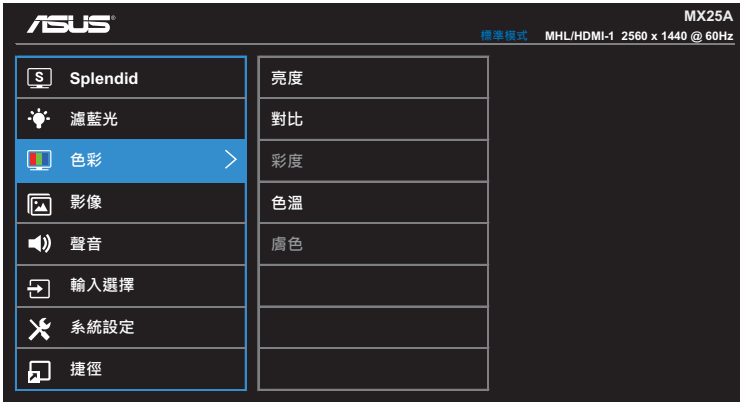 ASUS
MX25A
標準模式 MHL/HDMI-1 2560 x 1440 @ 60Hz
S Splendid
濾藍光
色彩
影像
聲音
輸入選擇
系統設定
捷徑
亮度
對比
彩度
色溫
膚色